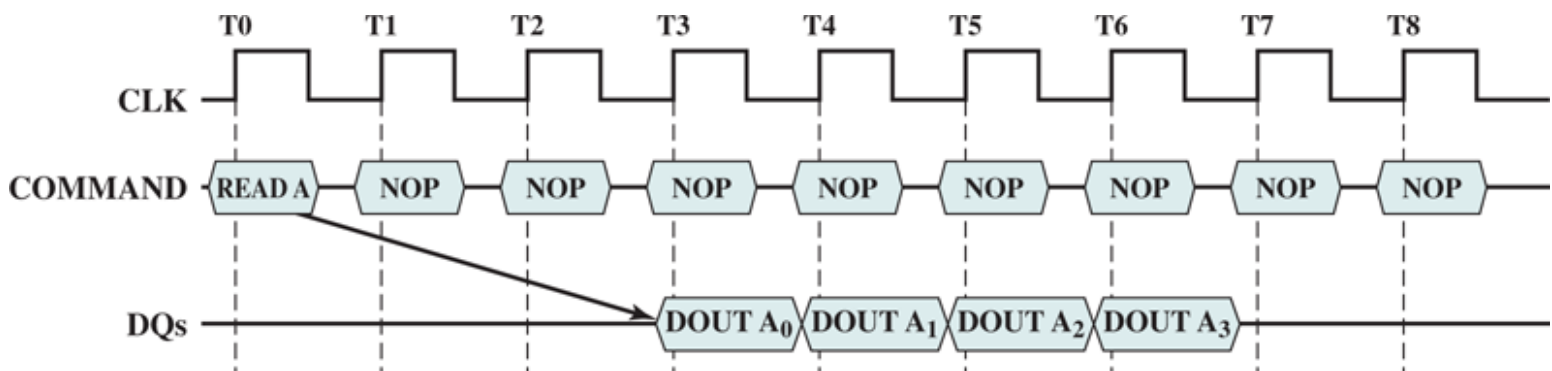 T0 T1 T2 T3 T4 T5 T6 T7 T8
CLK
COMMAND READ A NOP NOP NOP NOP NOP NOP NOP NOP
DQs DOUT A0 DOUT A1 DOUT A2 DOUT A3